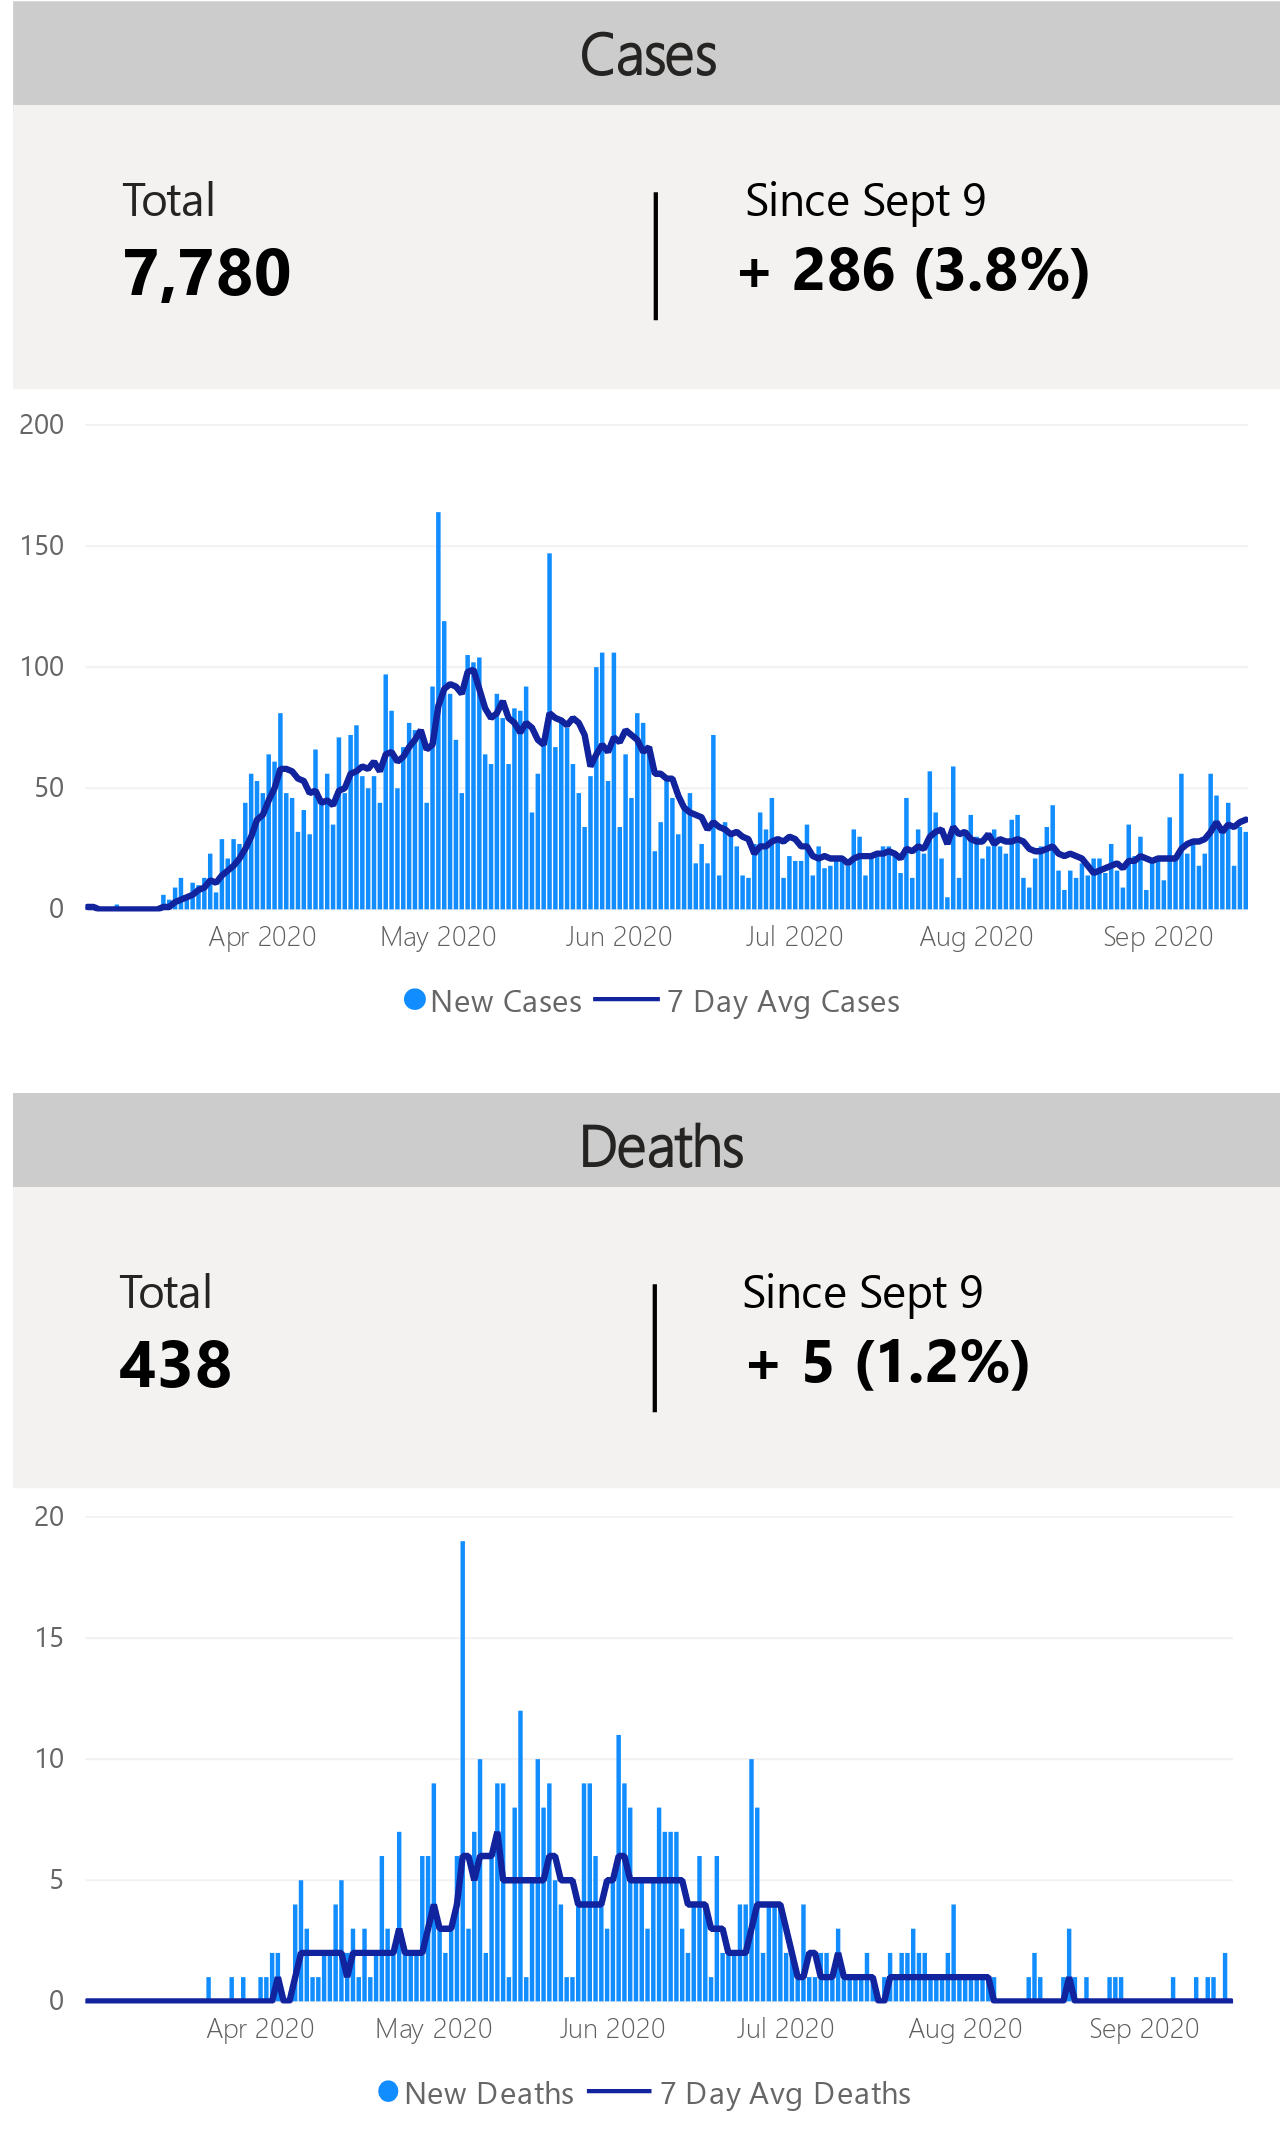 Cases
Total
Since Sept 9
7,780
+ 286 (3.8%)
200
150
100
50
0
Apr 2020
May 2020
Jun 2020
Jul 2020
Aug 2020
Sep 2020
New Cases
7 Day Avg Cases
Deaths
Total
Since Sept 9
438
+ 5 (1.2%)
20
15
10
5
0
Apr 2020
May 2020
Jun 2020
Jul 2020
Aug 2020
Sep 2020
New Deaths
7 Day Avg Deaths